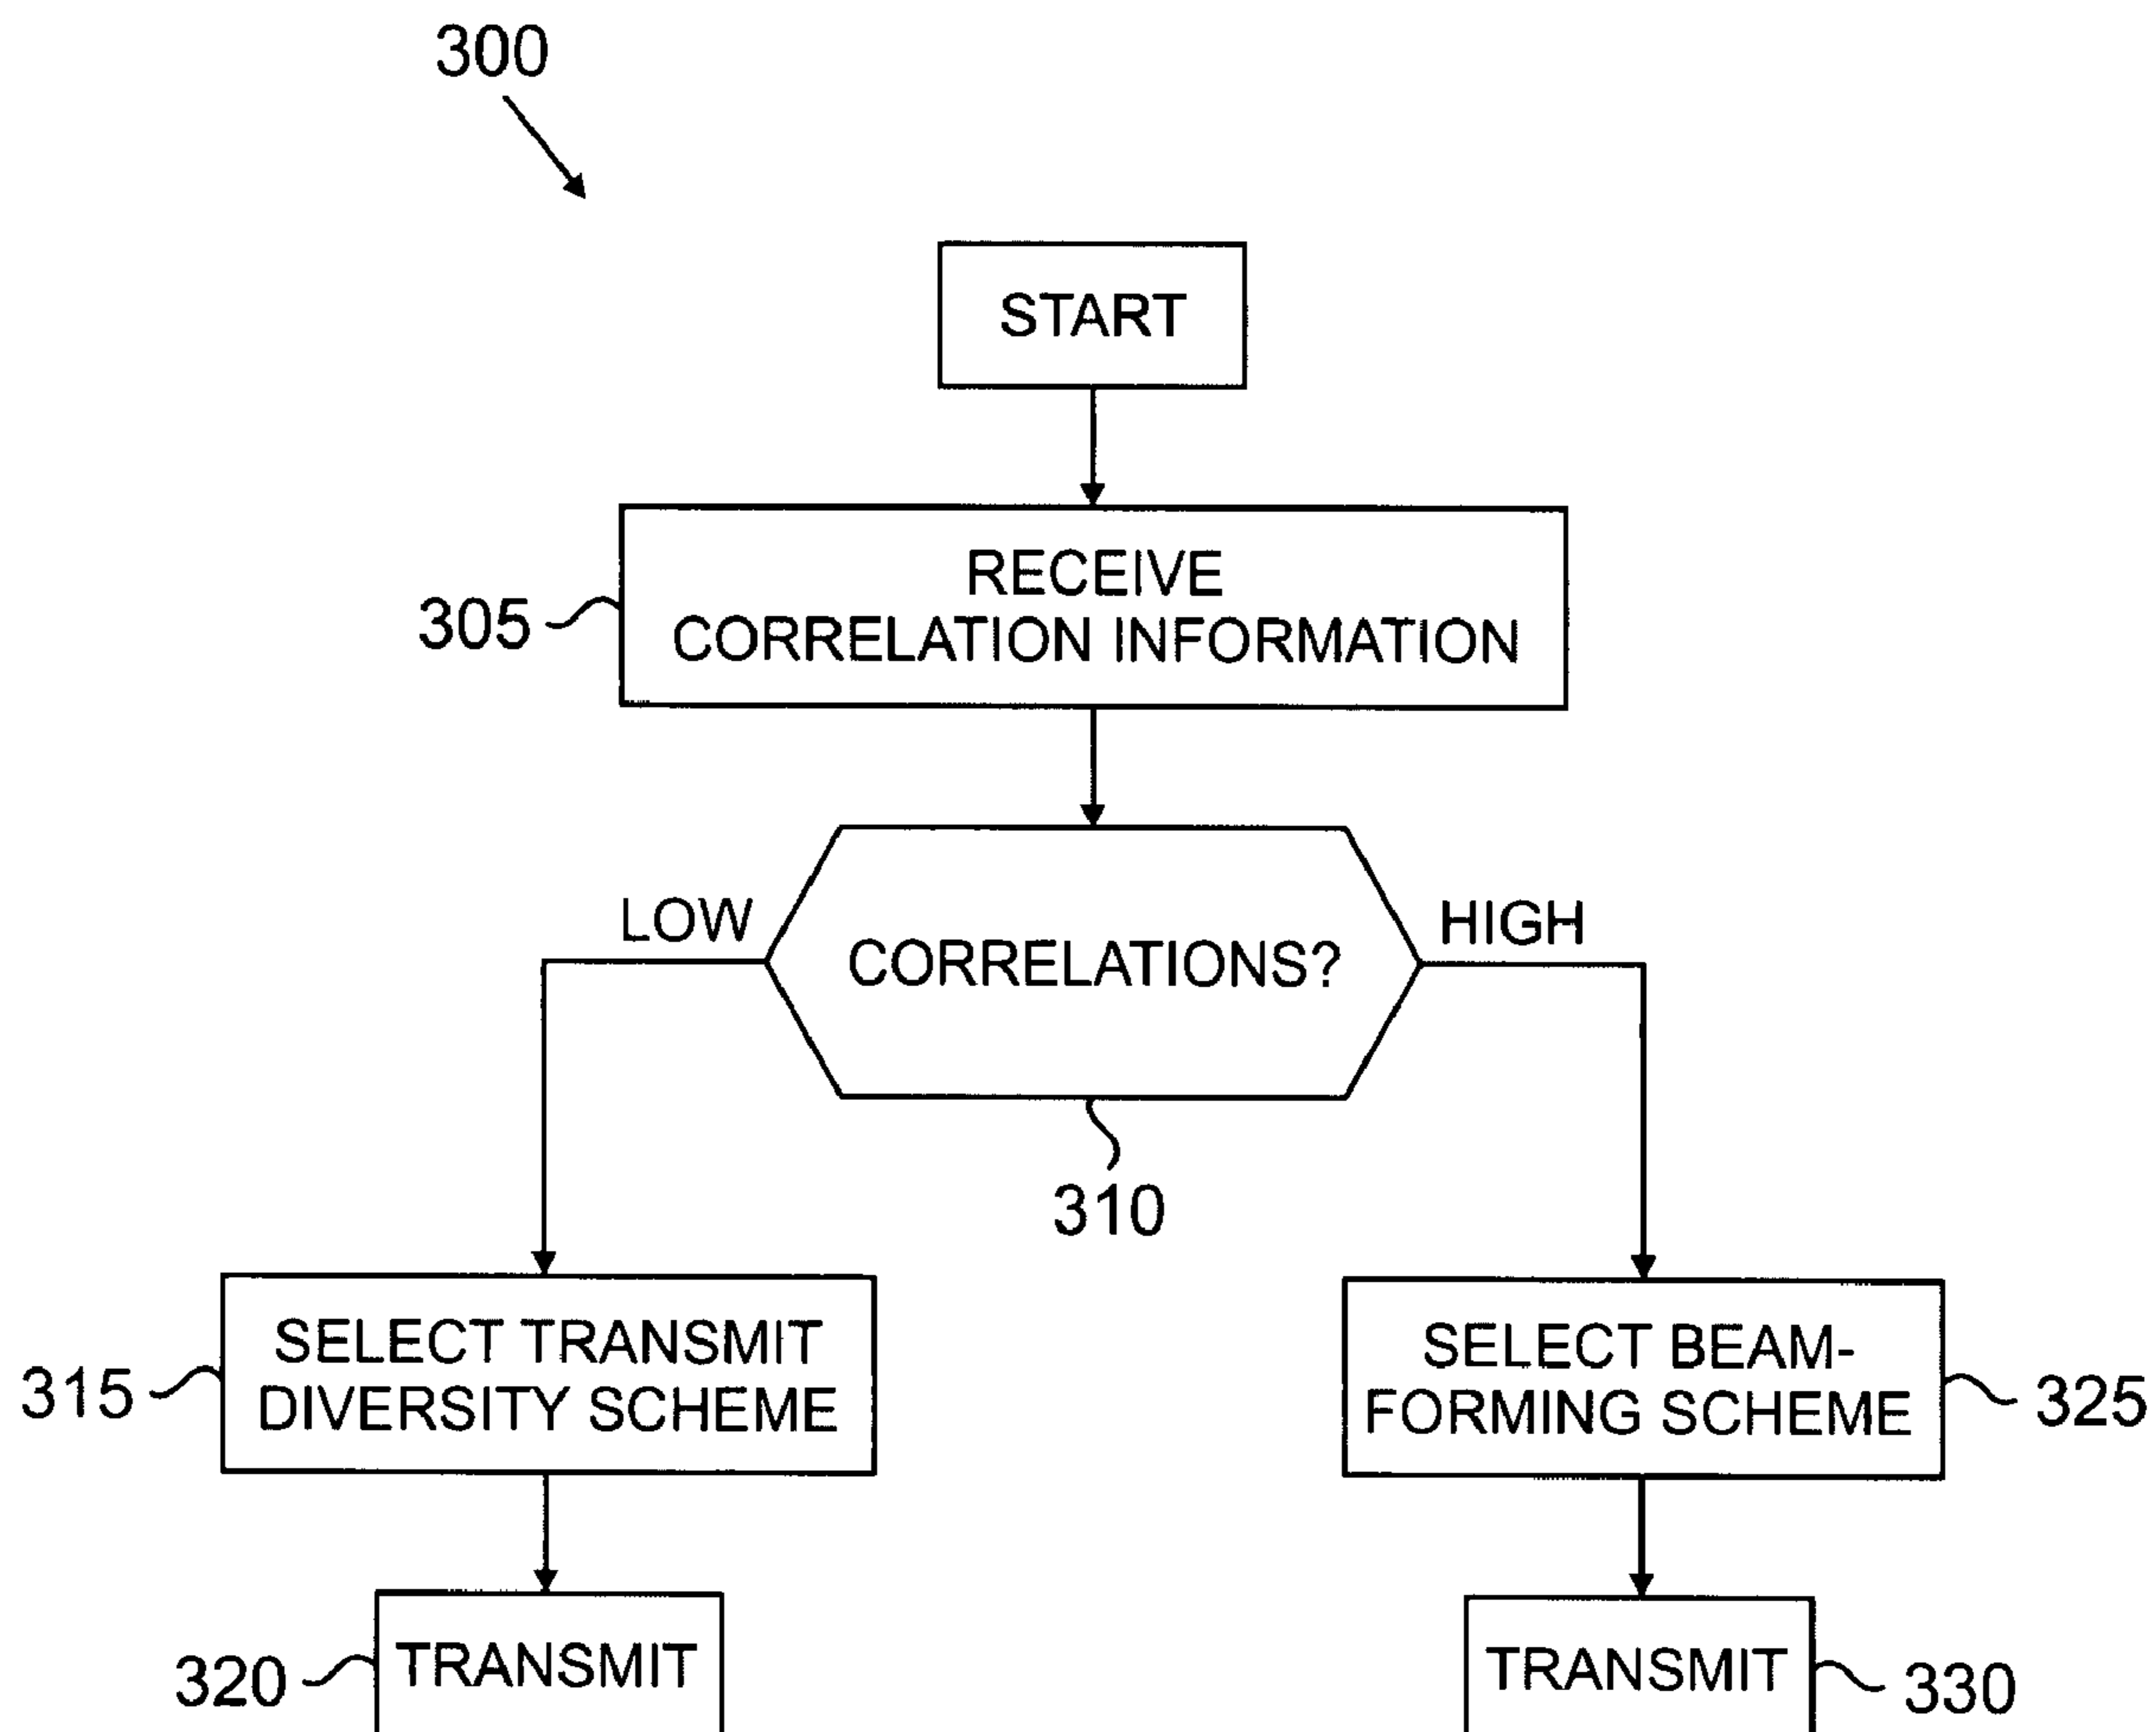 300
START
305
RECEIVE
CORRELATION INFORMATION
LOW
CORRELATIONS?
HIGH
310
315
SELECT TRANSMIT
DIVERSITY SCHEME
SELECT BEAM-
FORMING SCHEME
325
320
TRANSMIT
TRANSMIT
330